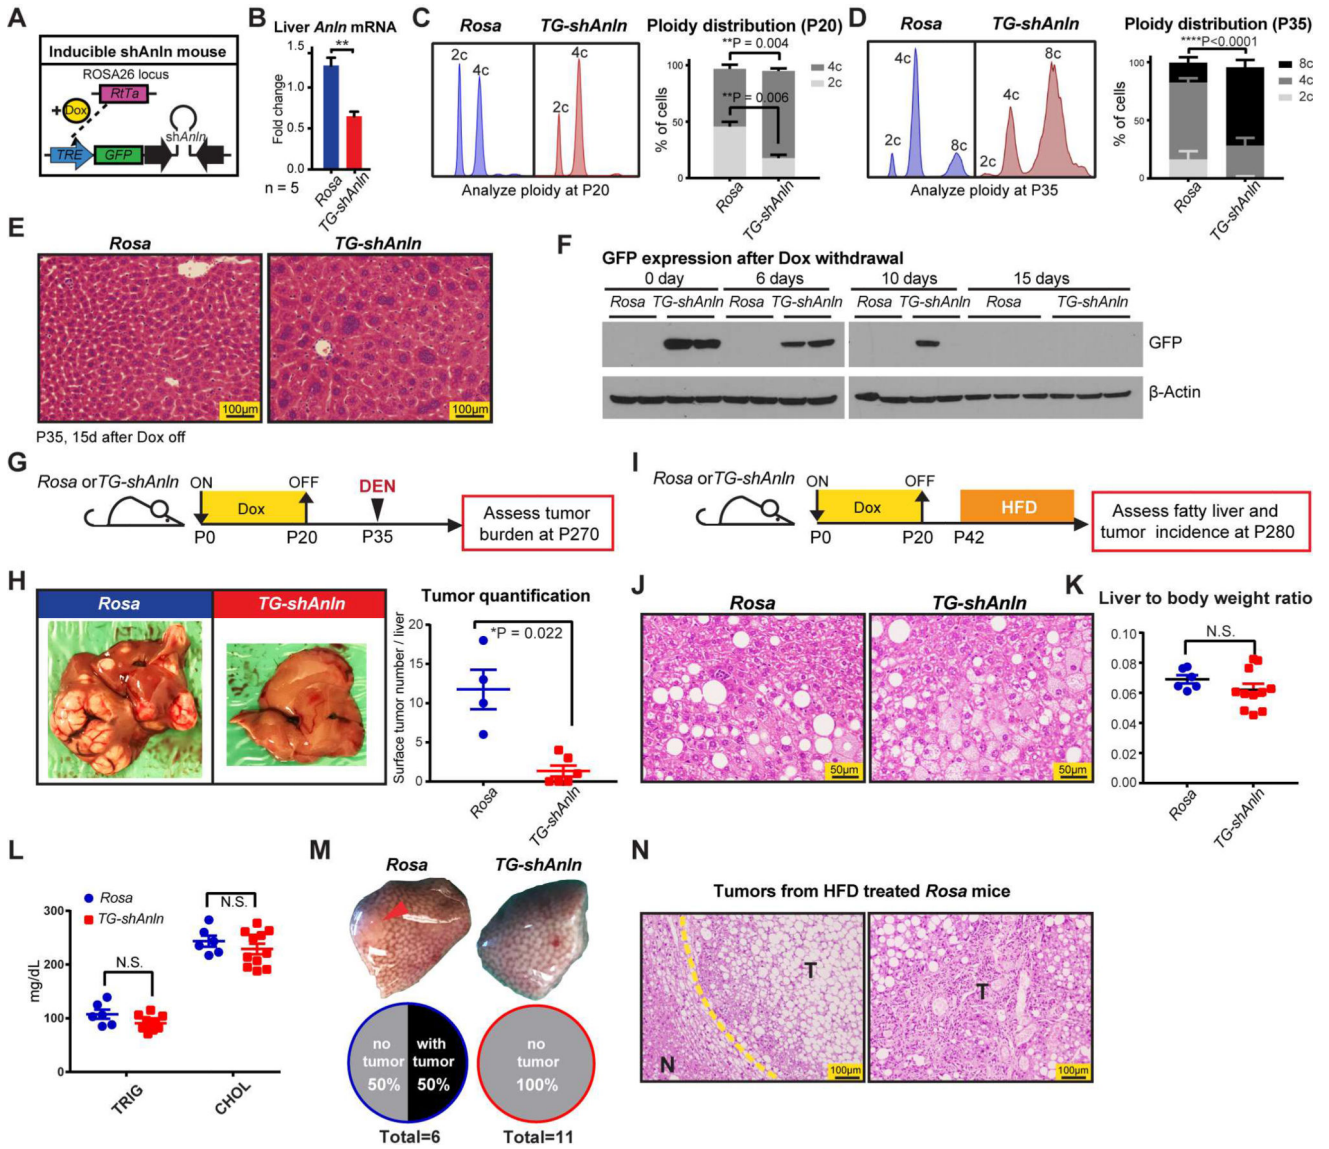 A
Inducible shAnln mouse
ROSA26 locus
RtTa
+ Dox
shAnln
TRE
GFP
B
Liver Anln mRNA
**
1.5
1.0
0.5
0.0
Fold change
n = 5
Rosa
TG-shAnln
C
Rosa
TG-shAnln
2c
4c
2c
4c
Analyze ploidy at P20
Ploidy distribution (P20)
**P = 0.004
**P = 0.006
100
50
0
% of cells
4c
2c
Rosa
TG-shAnln
D
Rosa
TG-shAnln
2c
4c
8c
2c
4c
8c
Analyze ploidy at P35
Ploidy distribution (P35)
****P<0.0001
100
50
0
% of cells
8c
4c
2c
Rosa
TG-shAnln
E
Rosa
TG-shAnln
100µm
100µm
P35, 15d after Dox off
F
GFP expression after Dox withdrawal
0 day
6 days
10 days
15 days
Rosa TG-shAnln Rosa TG-shAnln Rosa TG-shAnln Rosa TG-shAnln
GFP
β-Actin
G
Rosa or TG-shAnln
ON
OFF
DEN
Dox
P0
P20
P35
Assess tumor
burden at P270
I
Rosa or TG-shAnln
ON
OFF
Dox
HFD
P0
P20
P42
Assess fatty liver and
tumor incidence at P280
H
Rosa
TG-shAnln
Tumor quantification
*P = 0.022
20
15
10
5
0
Surface tumor number / liver
Rosa
TG-shAnln
J
Rosa
TG-shAnln
50µm
50µm
K
Liver to body weight ratio
N.S.
0.10
0.08
0.06
0.04
0.02
0.00
Rosa
TG-shAnln
L
Rosa
TG-shAnln
N.S.
N.S.
300
200
100
0
mg/dL
TRIG
CHOL
M
Rosa
TG-shAnln
no
tumor
50%
with
tumor
50%
no
tumor
100%
Total=6
Total=11
N
Tumors from HFD treated Rosa mice
T
N
100µm
T
100µm